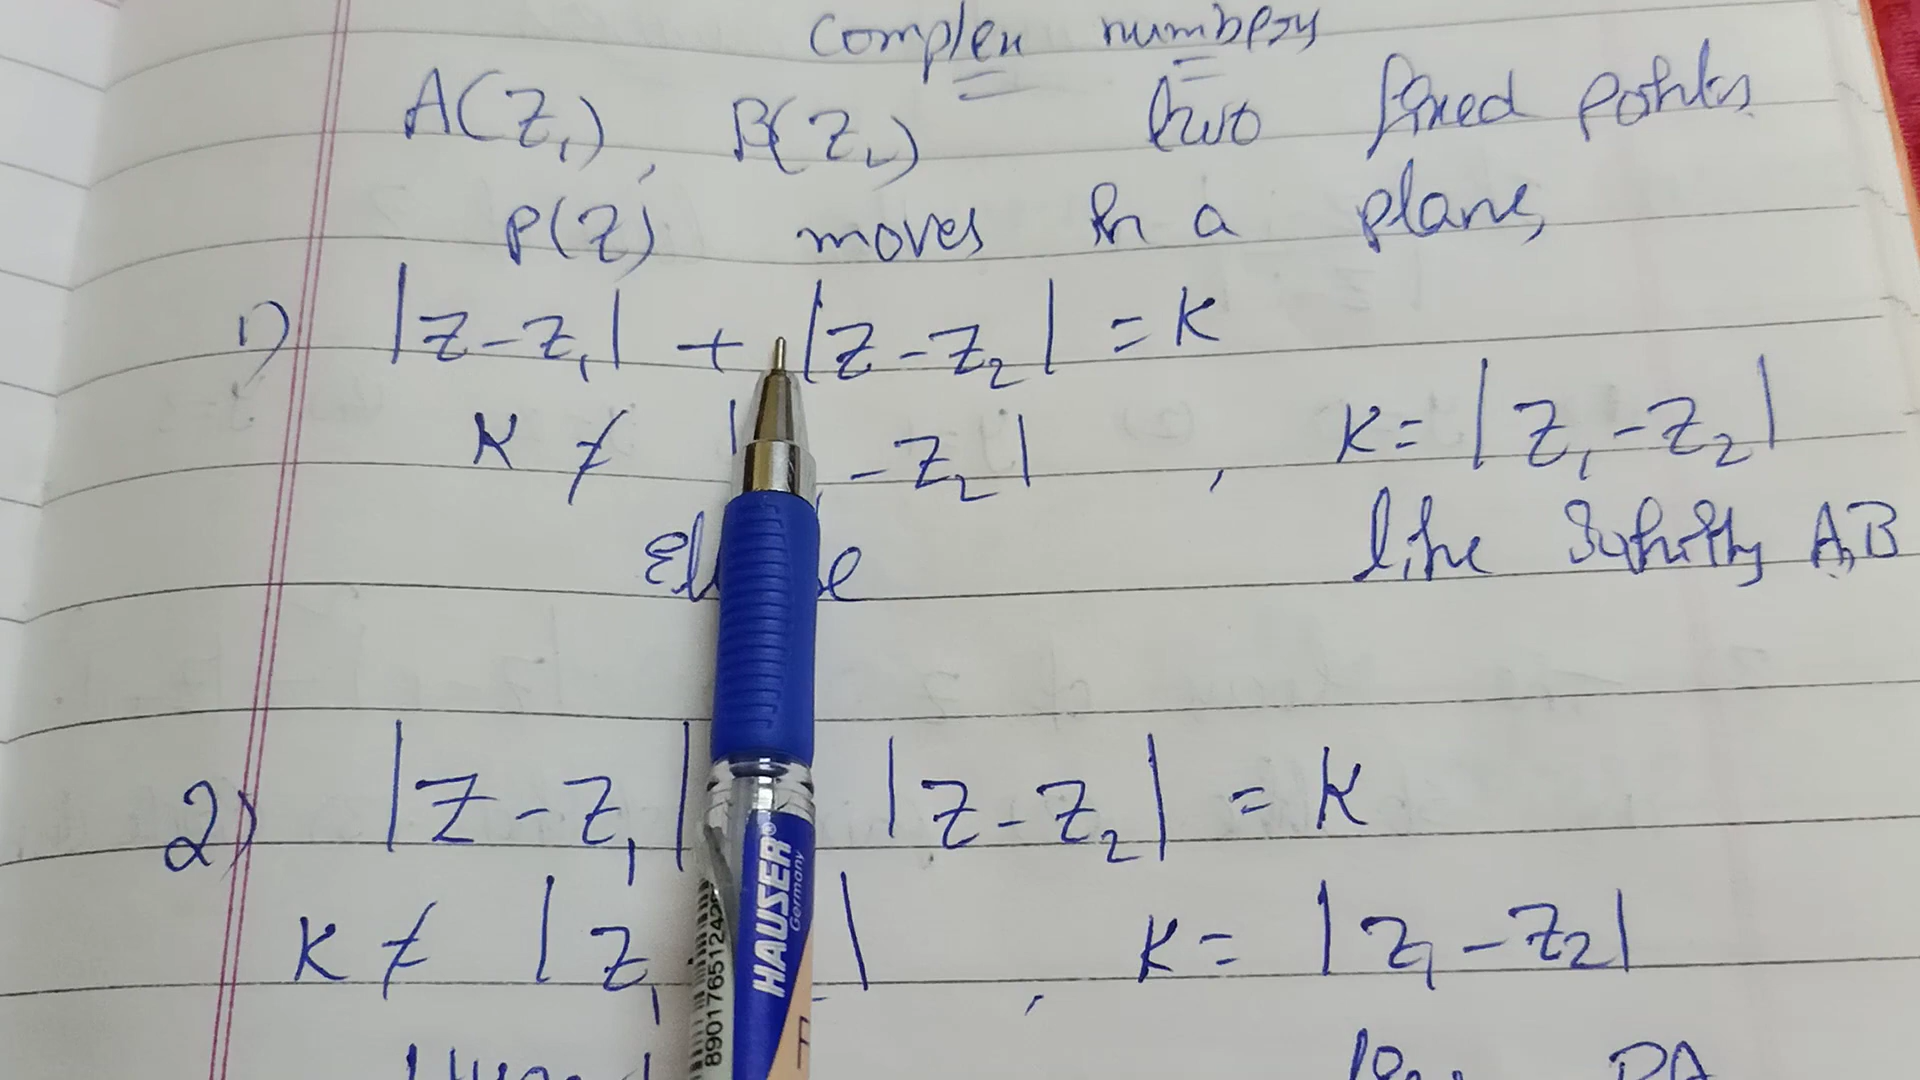 Complex numbers
A(Z₁), B(Z₂) two fixed points
P(Z) moves in a plane,
1) |Z-Z₁| + |Z-Z₂| = K
K ≠ | -Z₂| , K = |Z₁-Z₂|
line A,B
2) |Z-Z₁| |Z-Z₂| = K
K ≠ |Z₁ | , K = |Z₁-Z₂|
HAUSER®
Germany